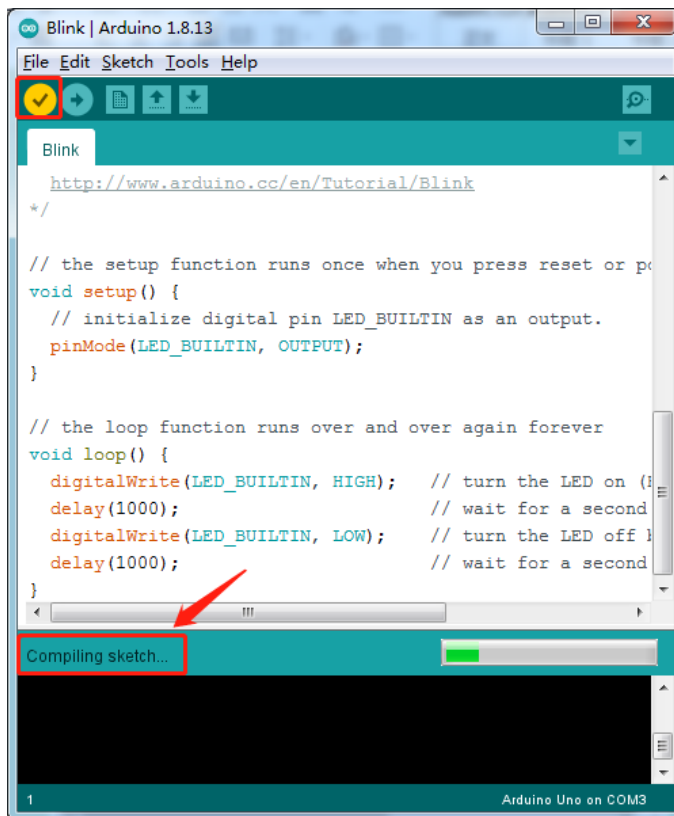 Blink | Arduino 1.8.13
File Edit Sketch Tools Help
Blink
http://www.arduino.cc/en/Tutorial/Blink
*/
// the setup function runs once when you press reset or
void setup() {
// initialize digital pin LED_BUILTIN as an output.
pinMode(LED_BUILTIN, OUTPUT);
}
// the loop function runs over and over again forever
void loop() {
digitalWrite(LED_BUILTIN, HIGH); // turn the LED on
delay(1000); // wait for a second
digitalWrite(LED_BUILTIN, LOW); // turn the LED off
delay(1000); // wait for a second
}
Compiling sketch...
1
Arduino Uno on COM3